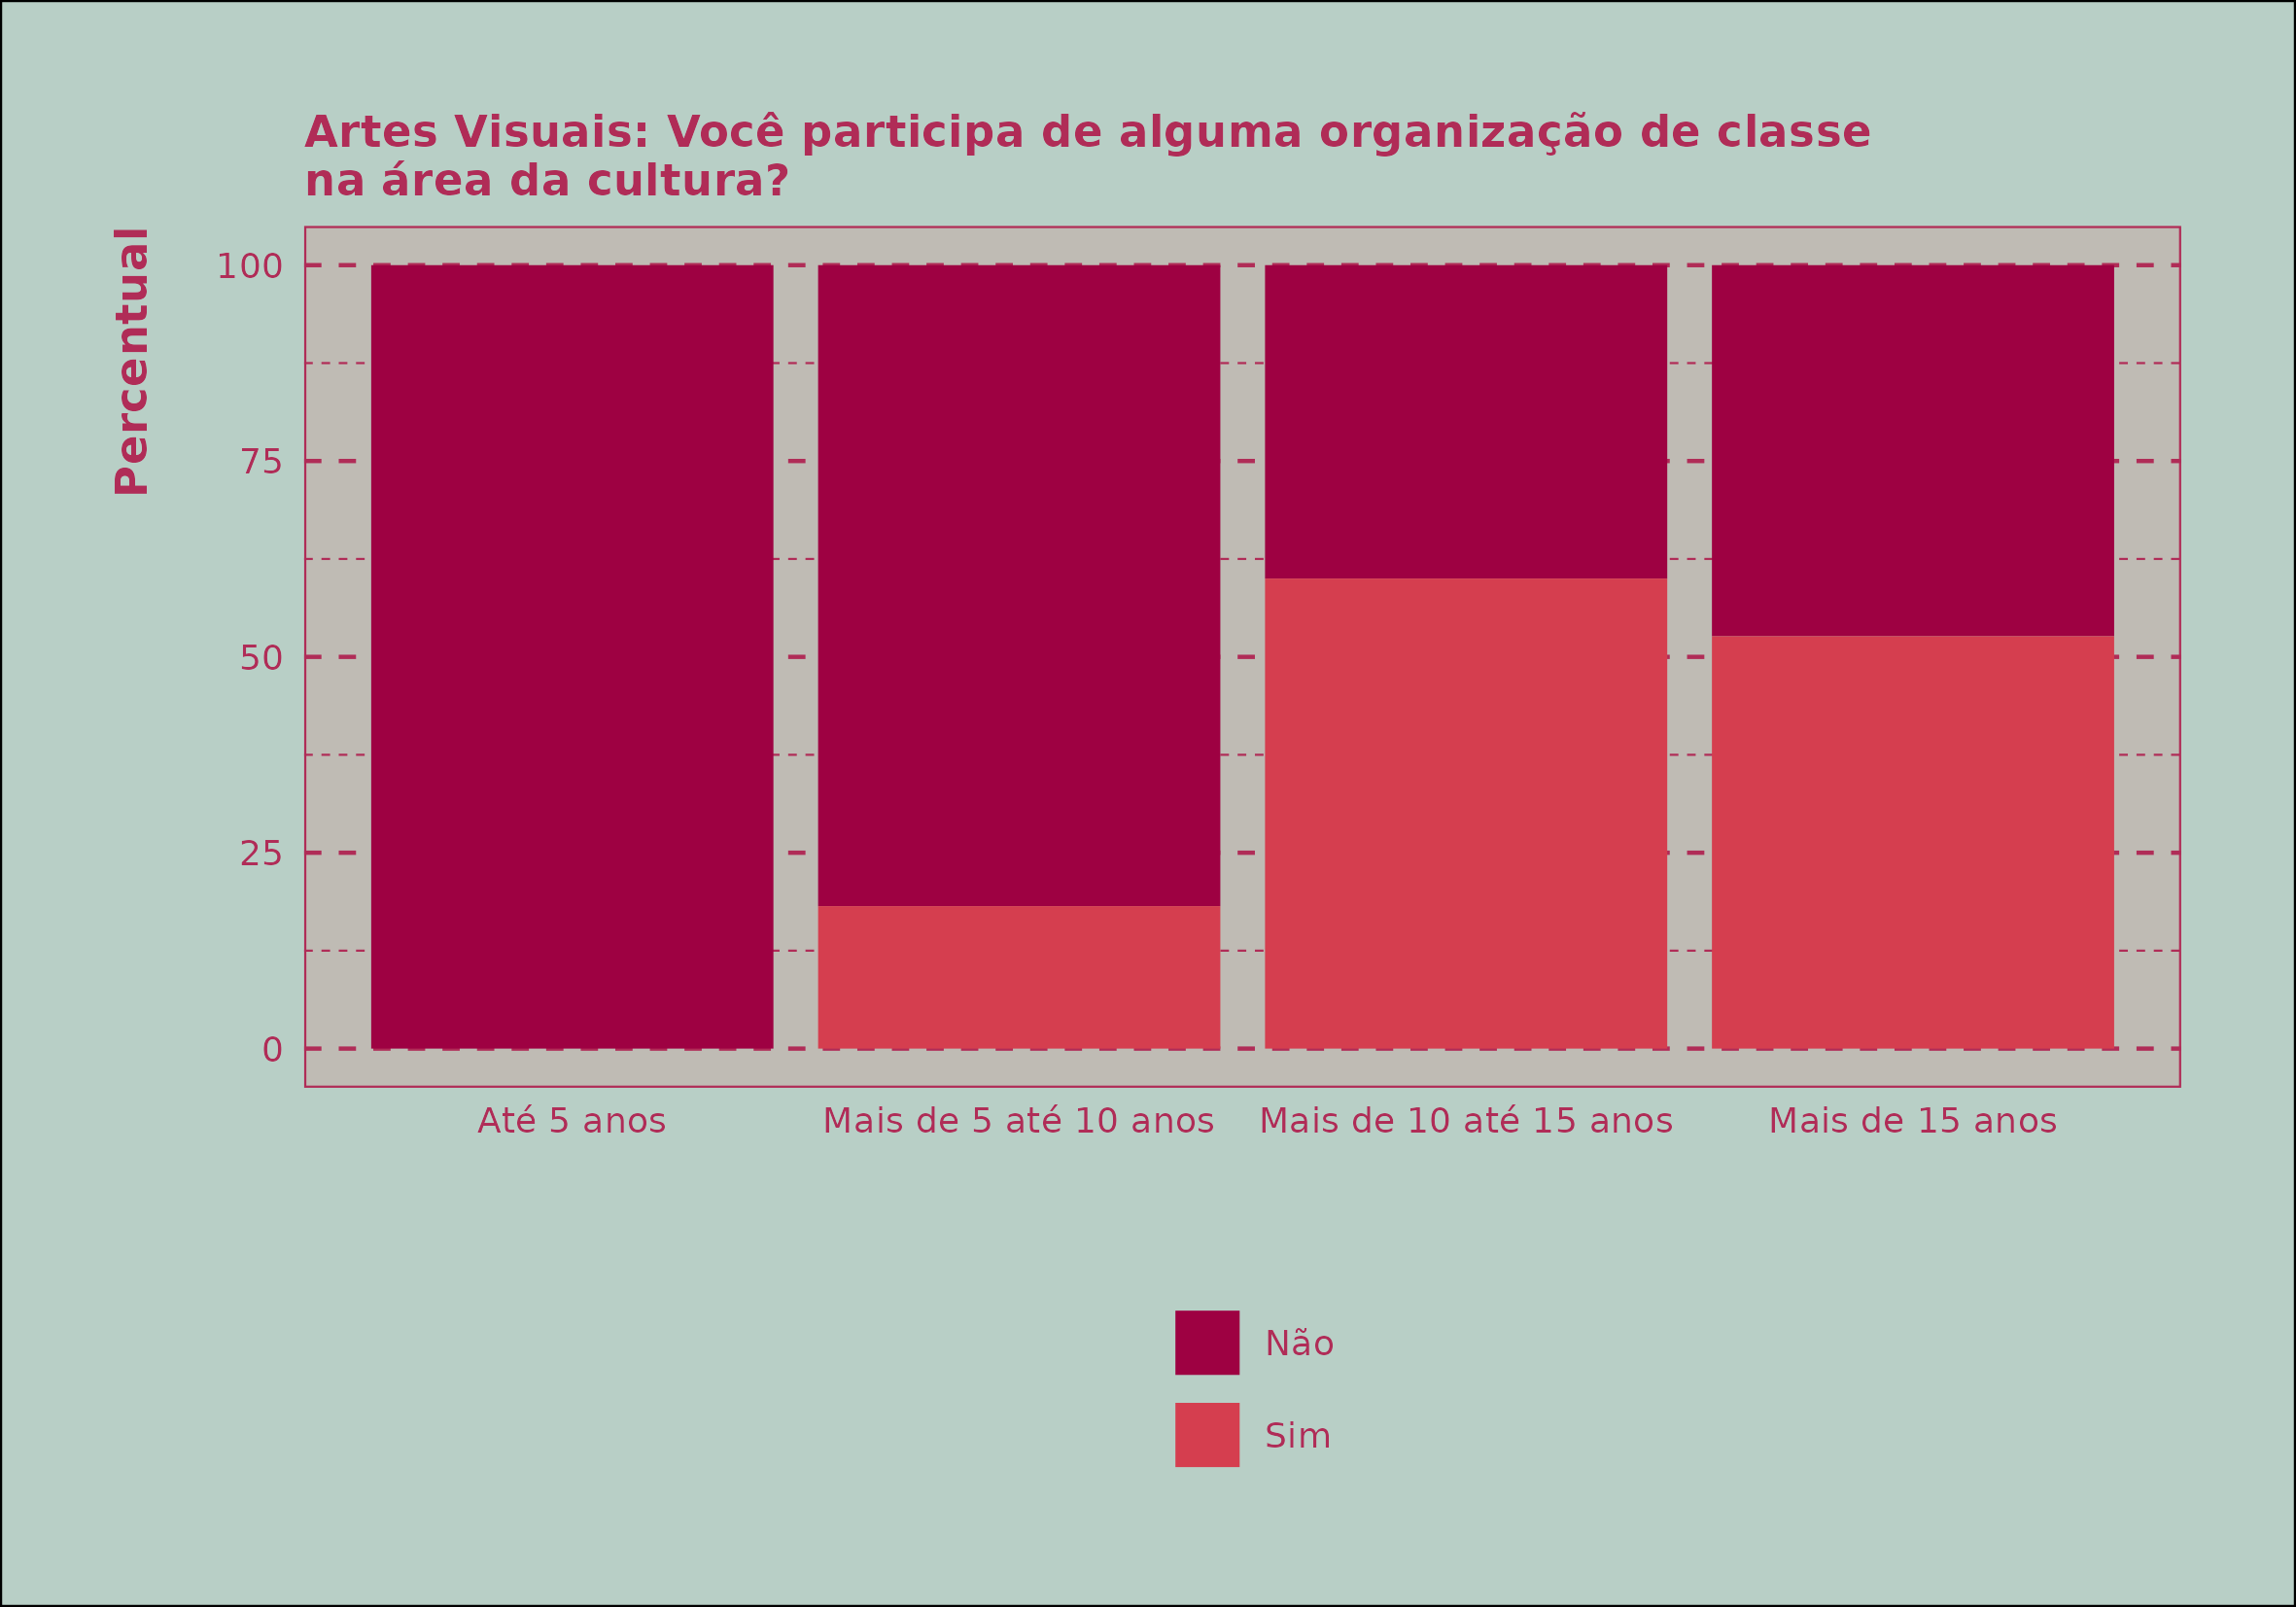 Artes Visuais: Você participa de alguma organização de classe
na área da cultura?
Percentual
100
75
50
25
0
Até 5 anos
Mais de 5 até 10 anos
Mais de 10 até 15 anos
Mais de 15 anos
Não
Sim